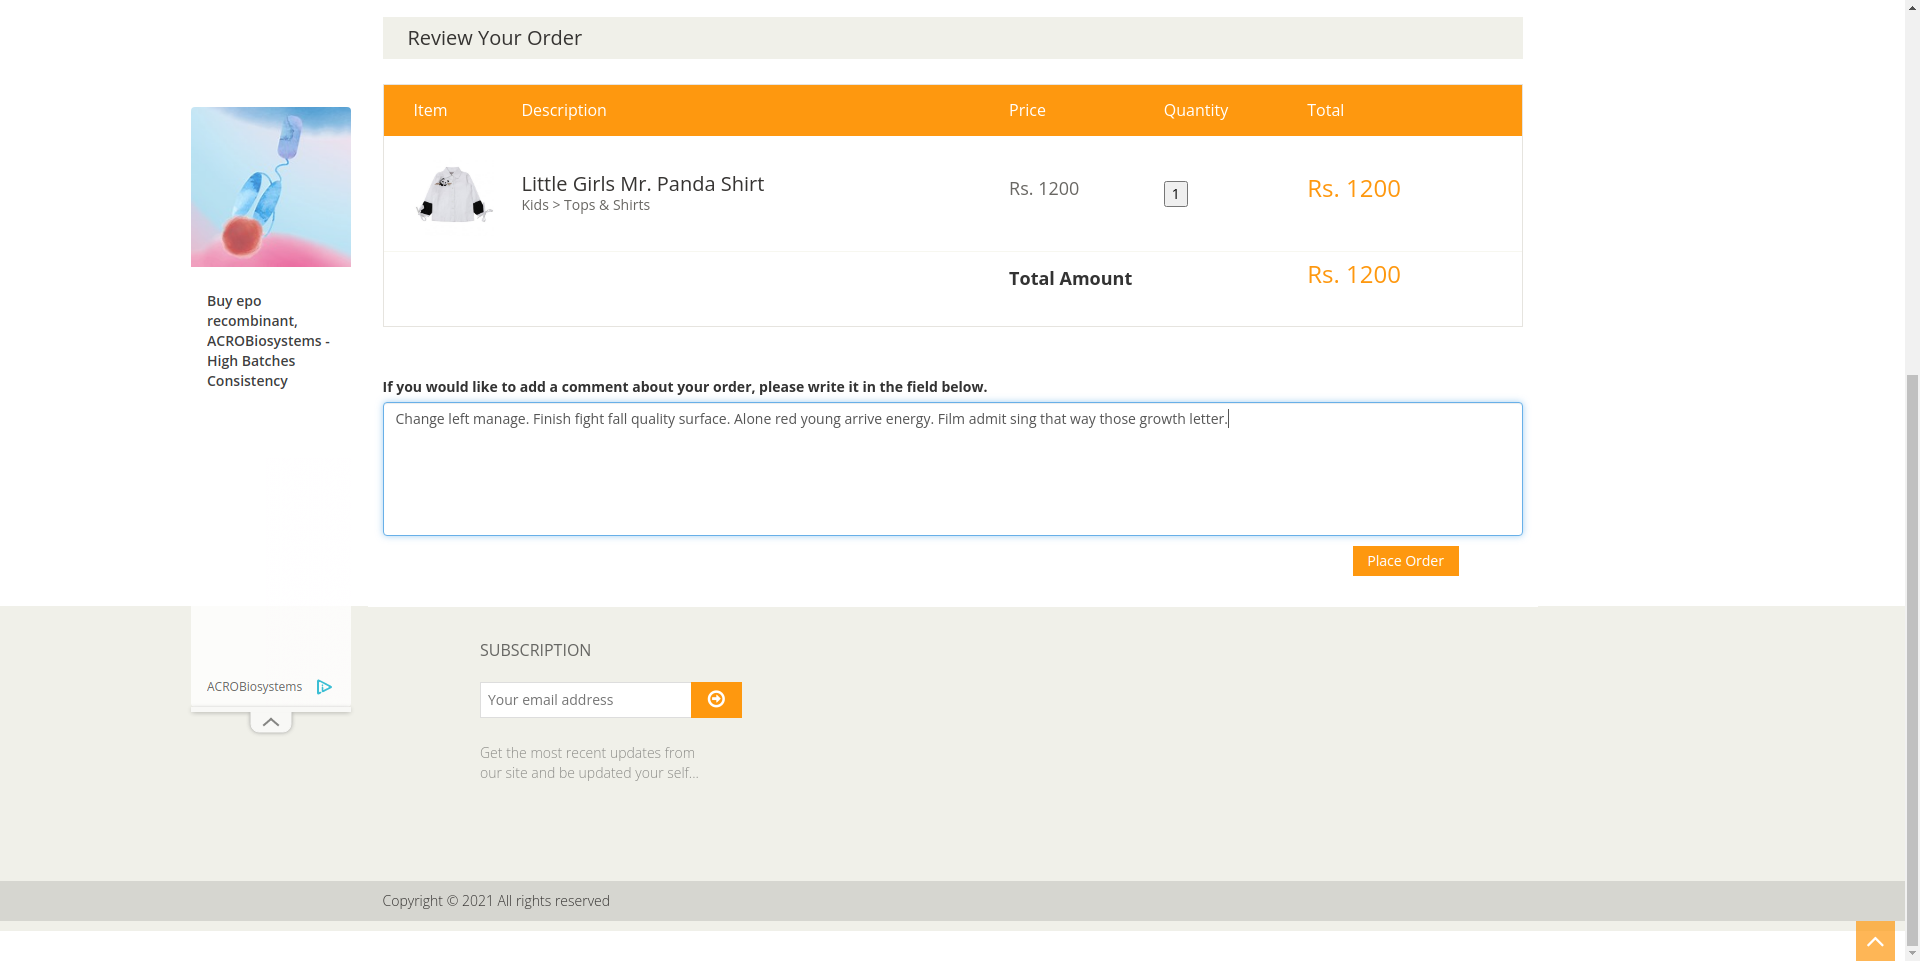 Review Your Order
Item Description Price Quantity Total
Little Girls Mr. Panda Shirt Rs. 1200 1 Rs. 1200
Kids > Tops & Shirts
Total Amount Rs. 1200
Buy epo
recombinant,
ACROBiosystems -
High Batches
Consistency
If you would like to add a comment about your order, please write it in the field below.
Change left manage. Finish fight fall quality surface. Alone red young arrive energy. Film admit sing that way those growth letter.
Place Order
ACROBiosystems
SUBSCRIPTION
Your email address
Get the most recent updates from
our site and be updated your self...
Copyright © 2021 All rights reserved